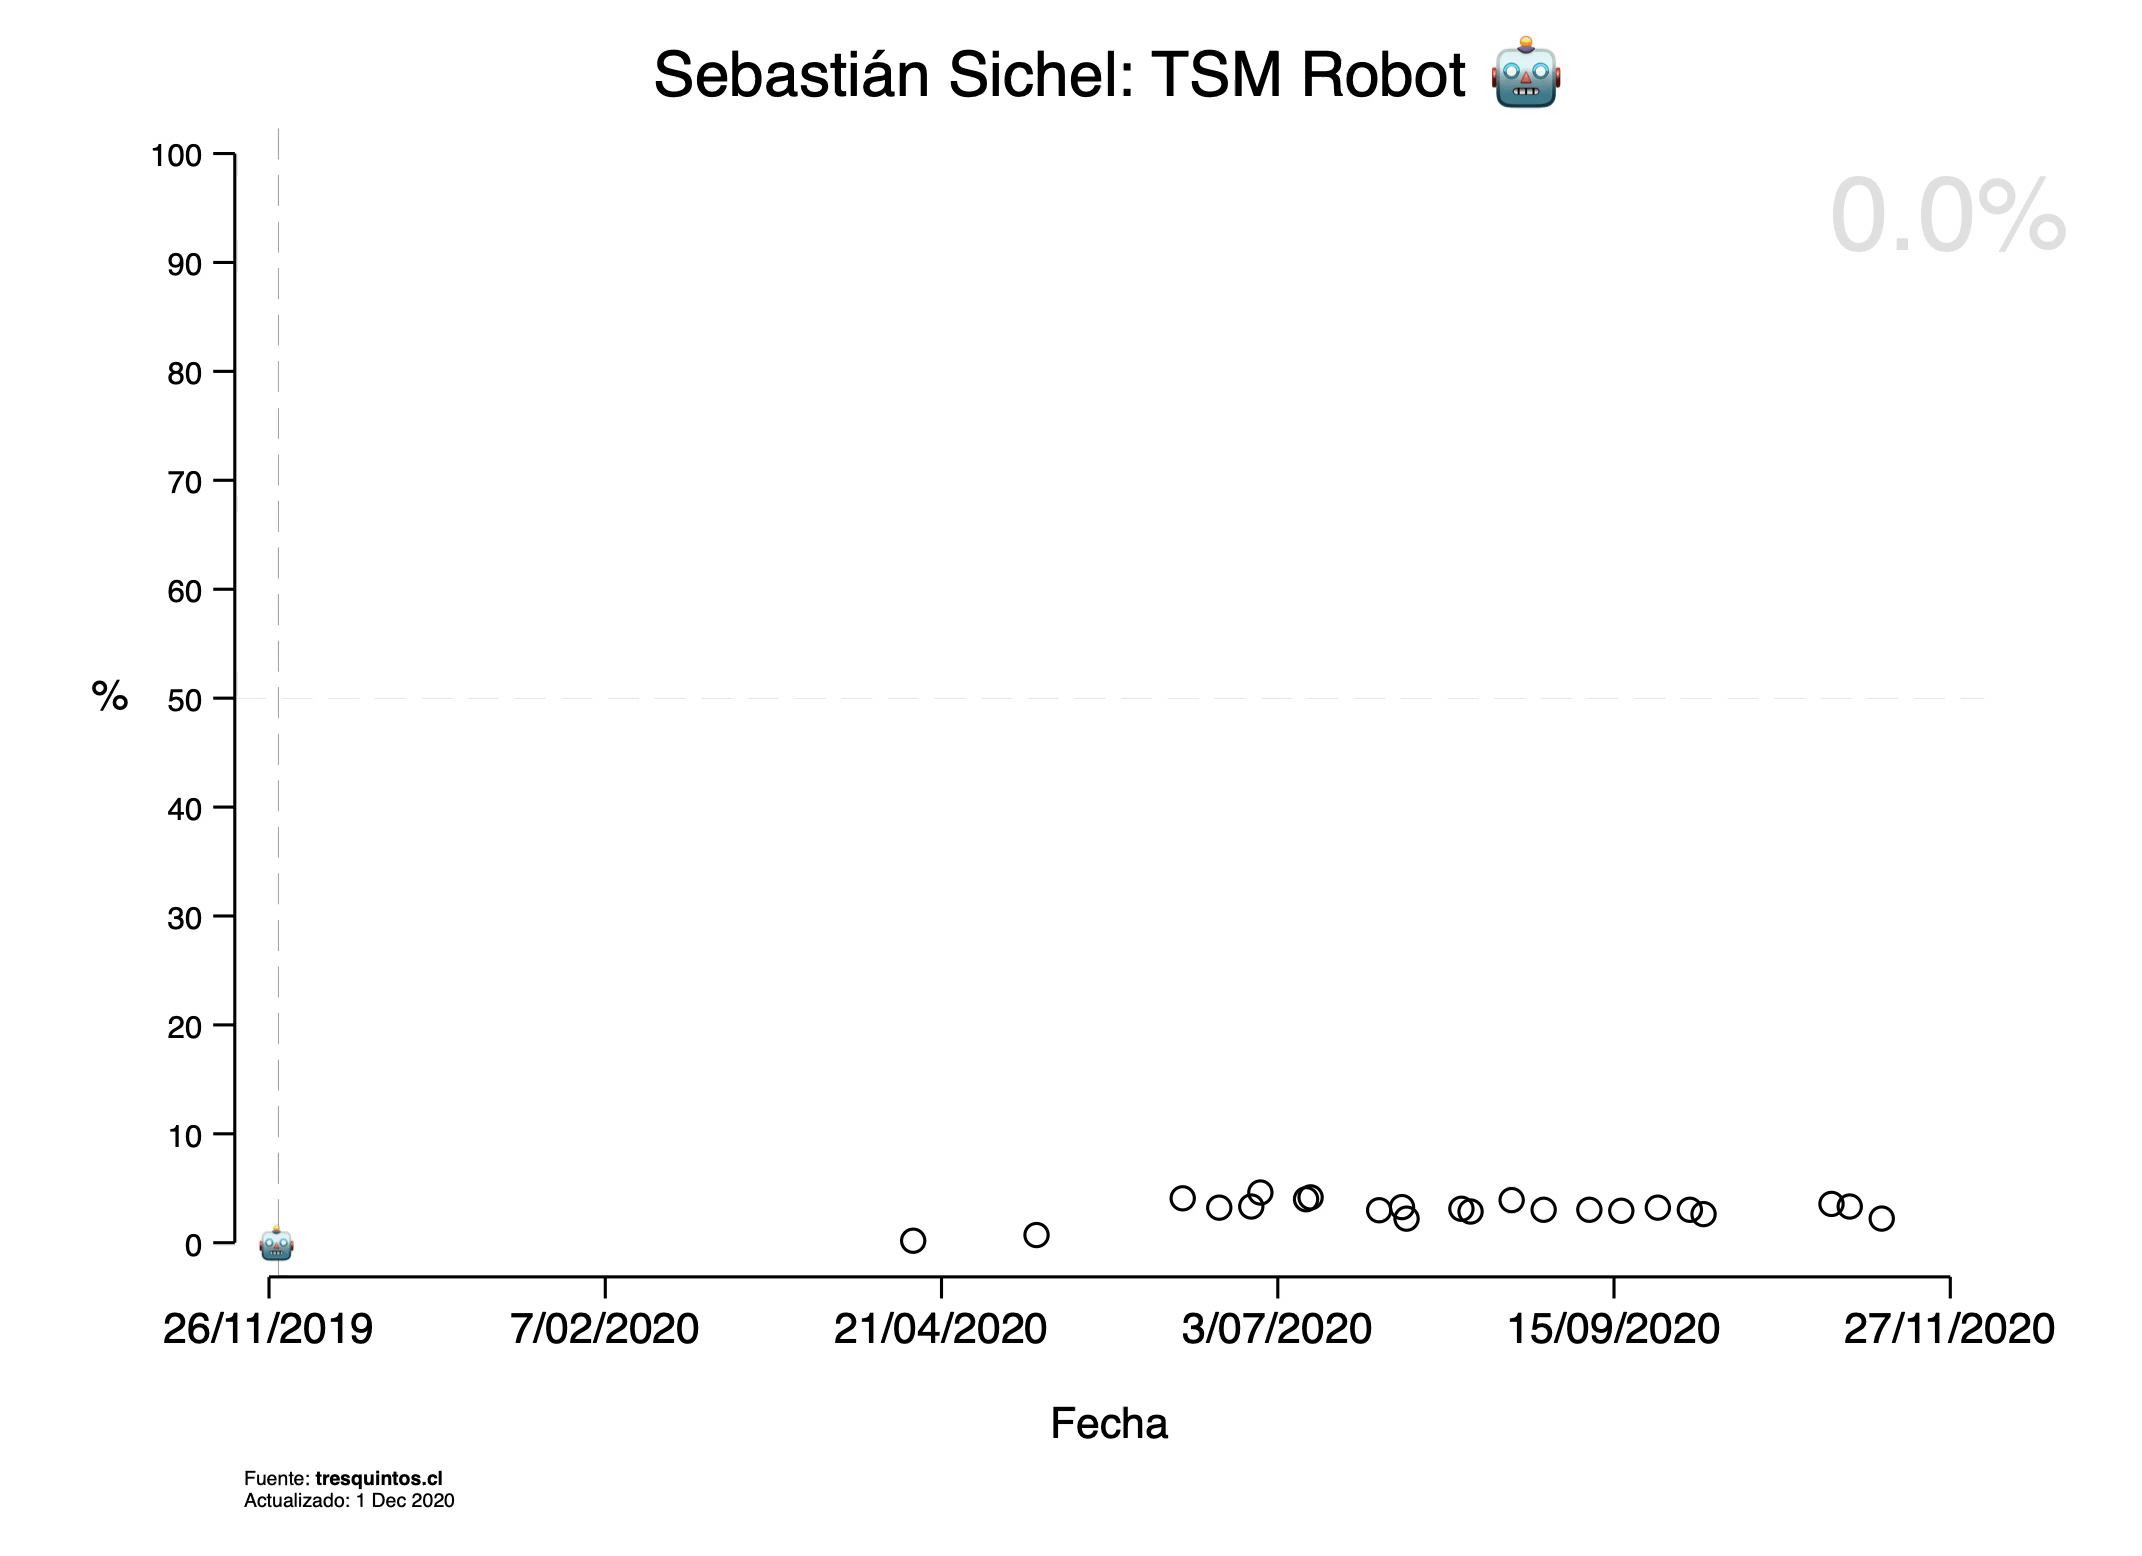 Sebastián Sichel: TSM Robot 🤖
0.0%
100
90
80
70
60
50
40
30
20
10
0
%
26/11/2019 7/02/2020 21/04/2020 3/07/2020 15/09/2020 27/11/2020
Fecha
Fuente: tresquintos.cl
Actualizado: 1 Dec 2020